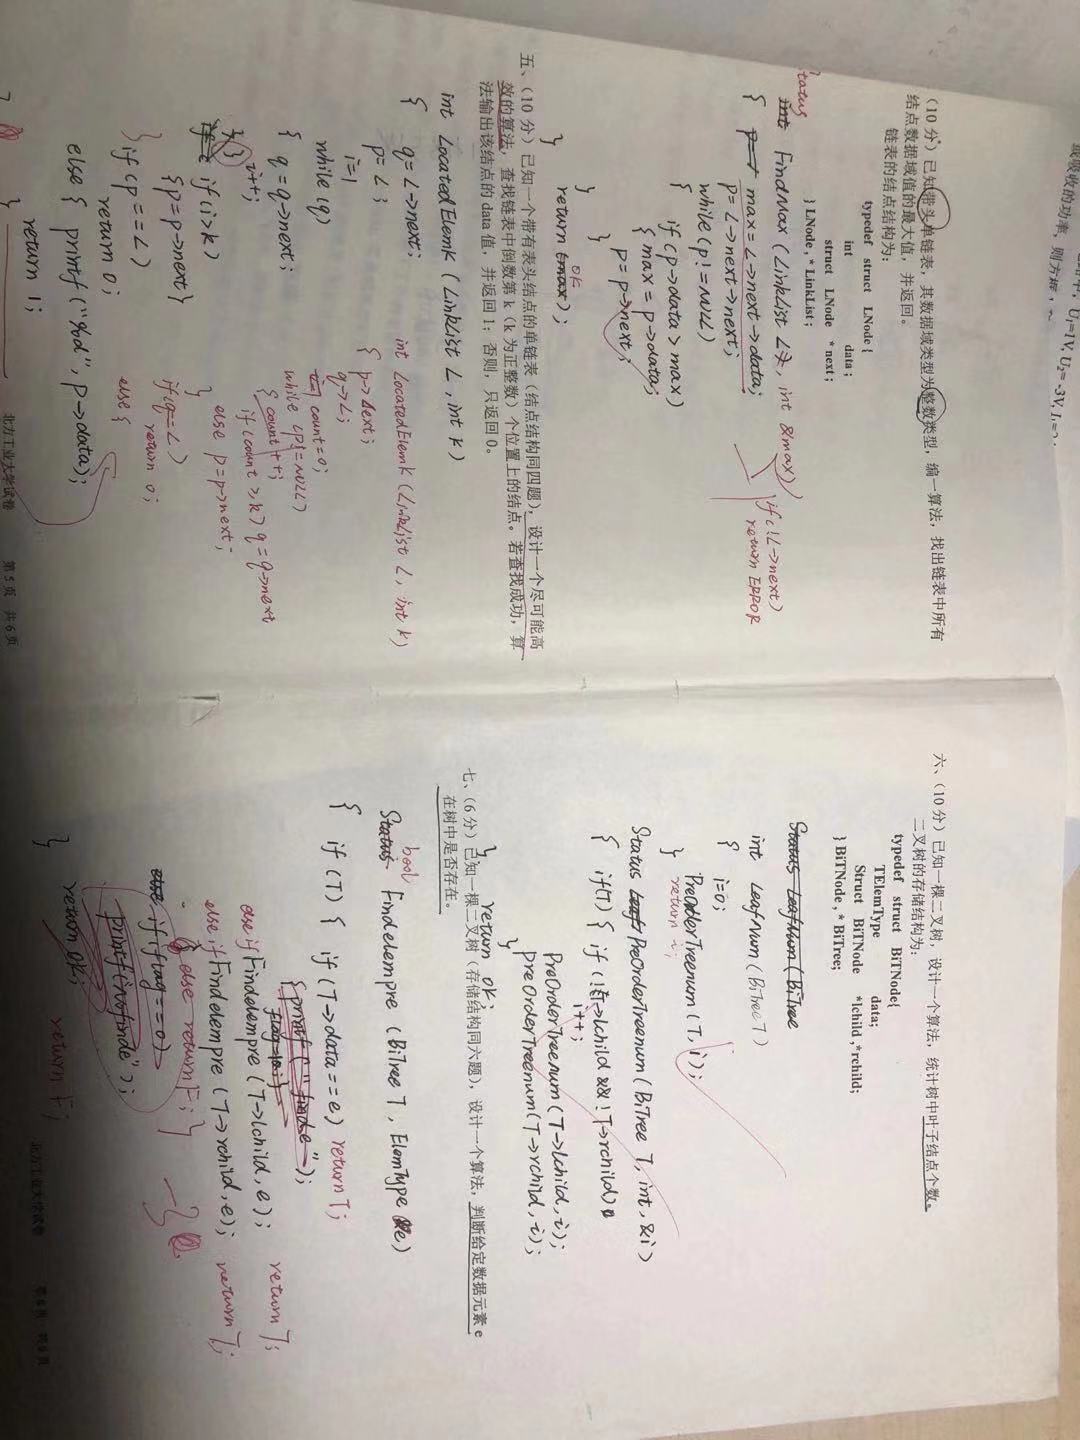 U₁=1V, U₂= -3V, I₁=2
或吸收的功率，则方框
(10 分) 已知带头单链表，其数据域类型为整数类型，编一算法，找出链表中所有
结点数据域值的最大值，并返回。
链表的结点结构为：
typedef struct LNode {
int data ;
struct LNode * next ;
} LNode , * LinkList ;
Status
int FindMax (LinkList L, int &max)
if(!L→next)
return ERROR
{ max = L→next→data;
p = L→next→next;
while (p! = NULL)
{ if (p→data > max)
{ max = p→data;
p = p→next ;
}
}
OK
return (max);
}
五、（10 分）已知一个带有表头结点的单链表（结点结构同四题），设计一个尽可能高
效的算法，查找链表中倒数第 k（k 为正整数）个位置上的结点。若查找成功，算
法输出该结点的 data 值，并返回 1；否则，只返回 0。
int LocatedElemK (LinkList L , int k)
{ q = L→next;
p = L ;
i=1
while (q)
{ q = q→next;
i++;
} }
if (i>k)
{p = p→next}
} if (p == L)
return 0;
else { printf ("%d", p→data);
return 1;
}
int LocatedElemK (LinkList L, int k)
{ p→next;
q→L;
count=0;
while (p! = NULL)
{ count++;
if (count >k) q = q→next
else p = p→next;
}
if(q == L)
return 0;
else {
北方工业大学试卷 第 5 页 共 6 页
六、（10 分）已知一棵二叉树，设计一个算法，统计树中叶子结点个数。
二叉树的存储结构为：
typedef struct BiTNode{
TElemType data;
Struct BiTNode *lchild ,*rchild;
} BiTNode , * BiTree;
Status LeafNum (BiTree
int LeafNum (BiTree T)
{ i=0;
PreOrderTreenum (T, i);
} return i;
Status Leaf PreOrderTreenum (BiTree T, int, &i)
{ if(T) { if (!T→lchild && !T→rchild)
i++;
PreOrderTreenum (T→lchild, i);
preOrderTreenum(T→rchild, i);
}
} return OK;
七、（6 分）已知一棵二叉树（存储结构同六题），设计一个算法，判断给定数据元素 e
在树中是否存在。
bool
Status Findelempre (BiTree T , ElemType e)
{ if (T) { if (T→data == e) return T;
{ printf ("finde");
flag=1;}
else if Findelempre (T→lchild, e); return T;
else if Findelempre (T→rchild, e); return T;
else return F; }
-3
else if(flag==0)
printf("Nofinde");
return OK;
return F;
}
北方工业大学试卷 第 6 页 共 6 页